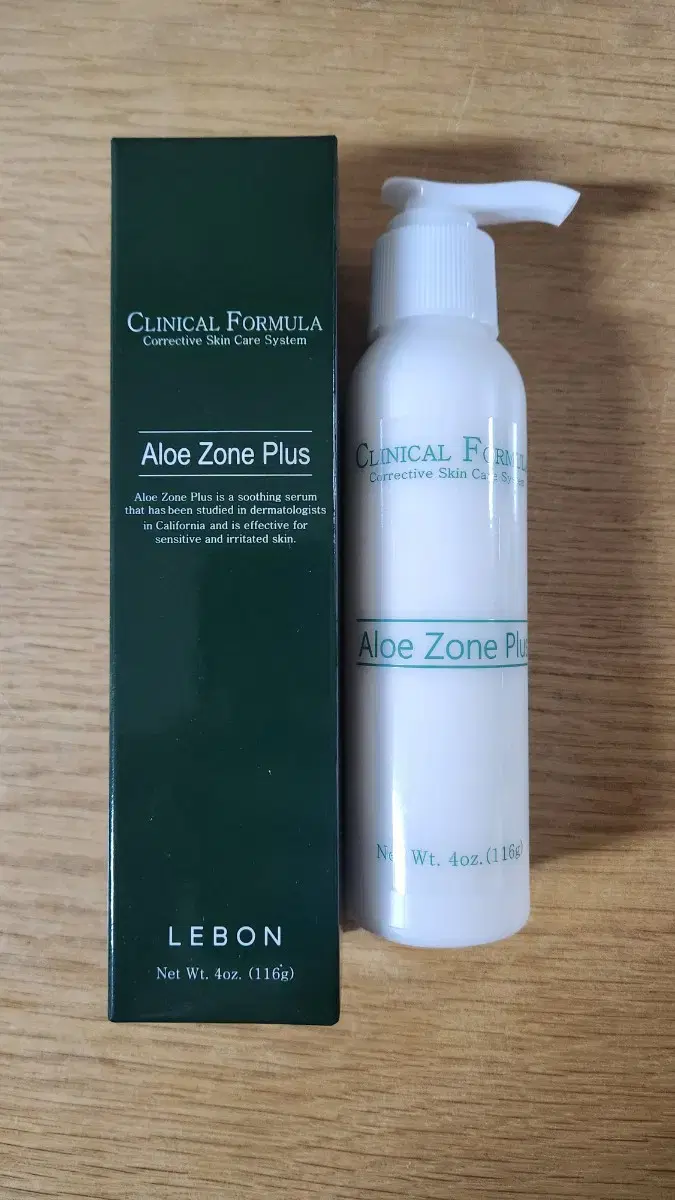 CLINICAL FORMULA
Corrective Skin Care System
Aloe Zone Plus
Aloe Zone Plus is a soothing serum
that has been studied in dermatologists
in California and is effective for
sensitive and irritated skin.
LEBON
Net Wt. 4oz. (116g)
CLINICAL FORMUL
Corrective Skin Care System
Aloe Zone Plus
Net Wt. 4oz.(116g)